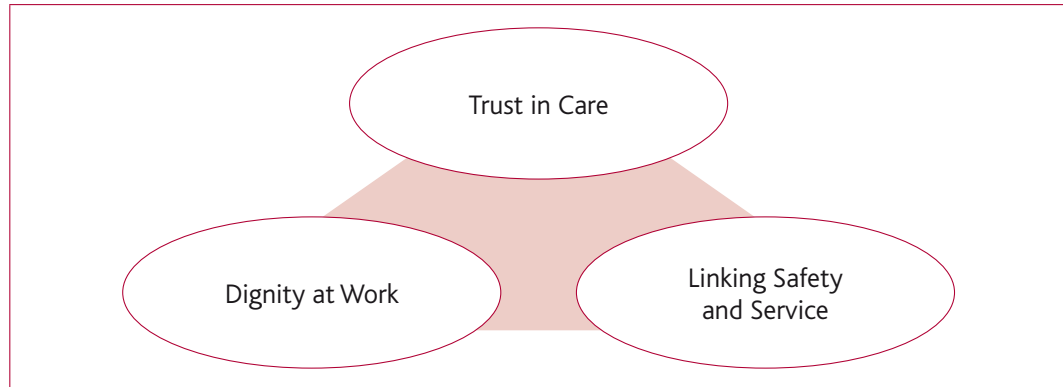 Trust in Care
Dignity at Work
Linking Safety
and Service